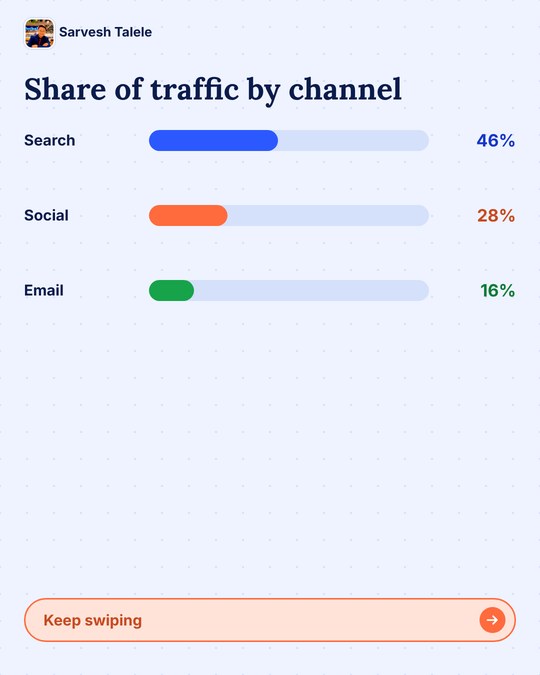 Sarvesh Talele
Share of traffic by channel
Search 46%
Social 28%
Email 16%
Keep swiping